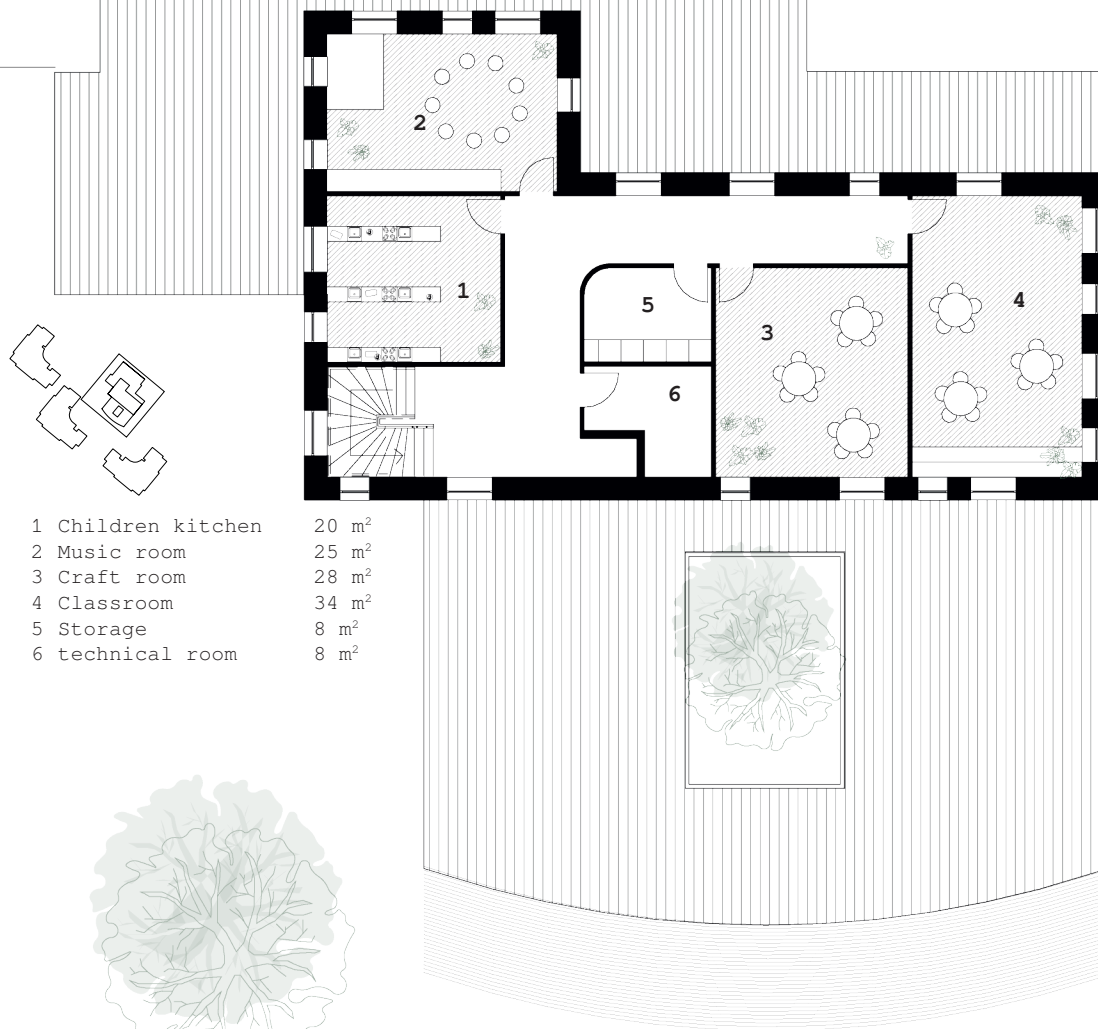 2
1
5
3
4
6
1 Children kitchen 20 m²
2 Music room 25 m²
3 Craft room 28 m²
4 Classroom 34 m²
5 Storage 8 m²
6 technical room 8 m²